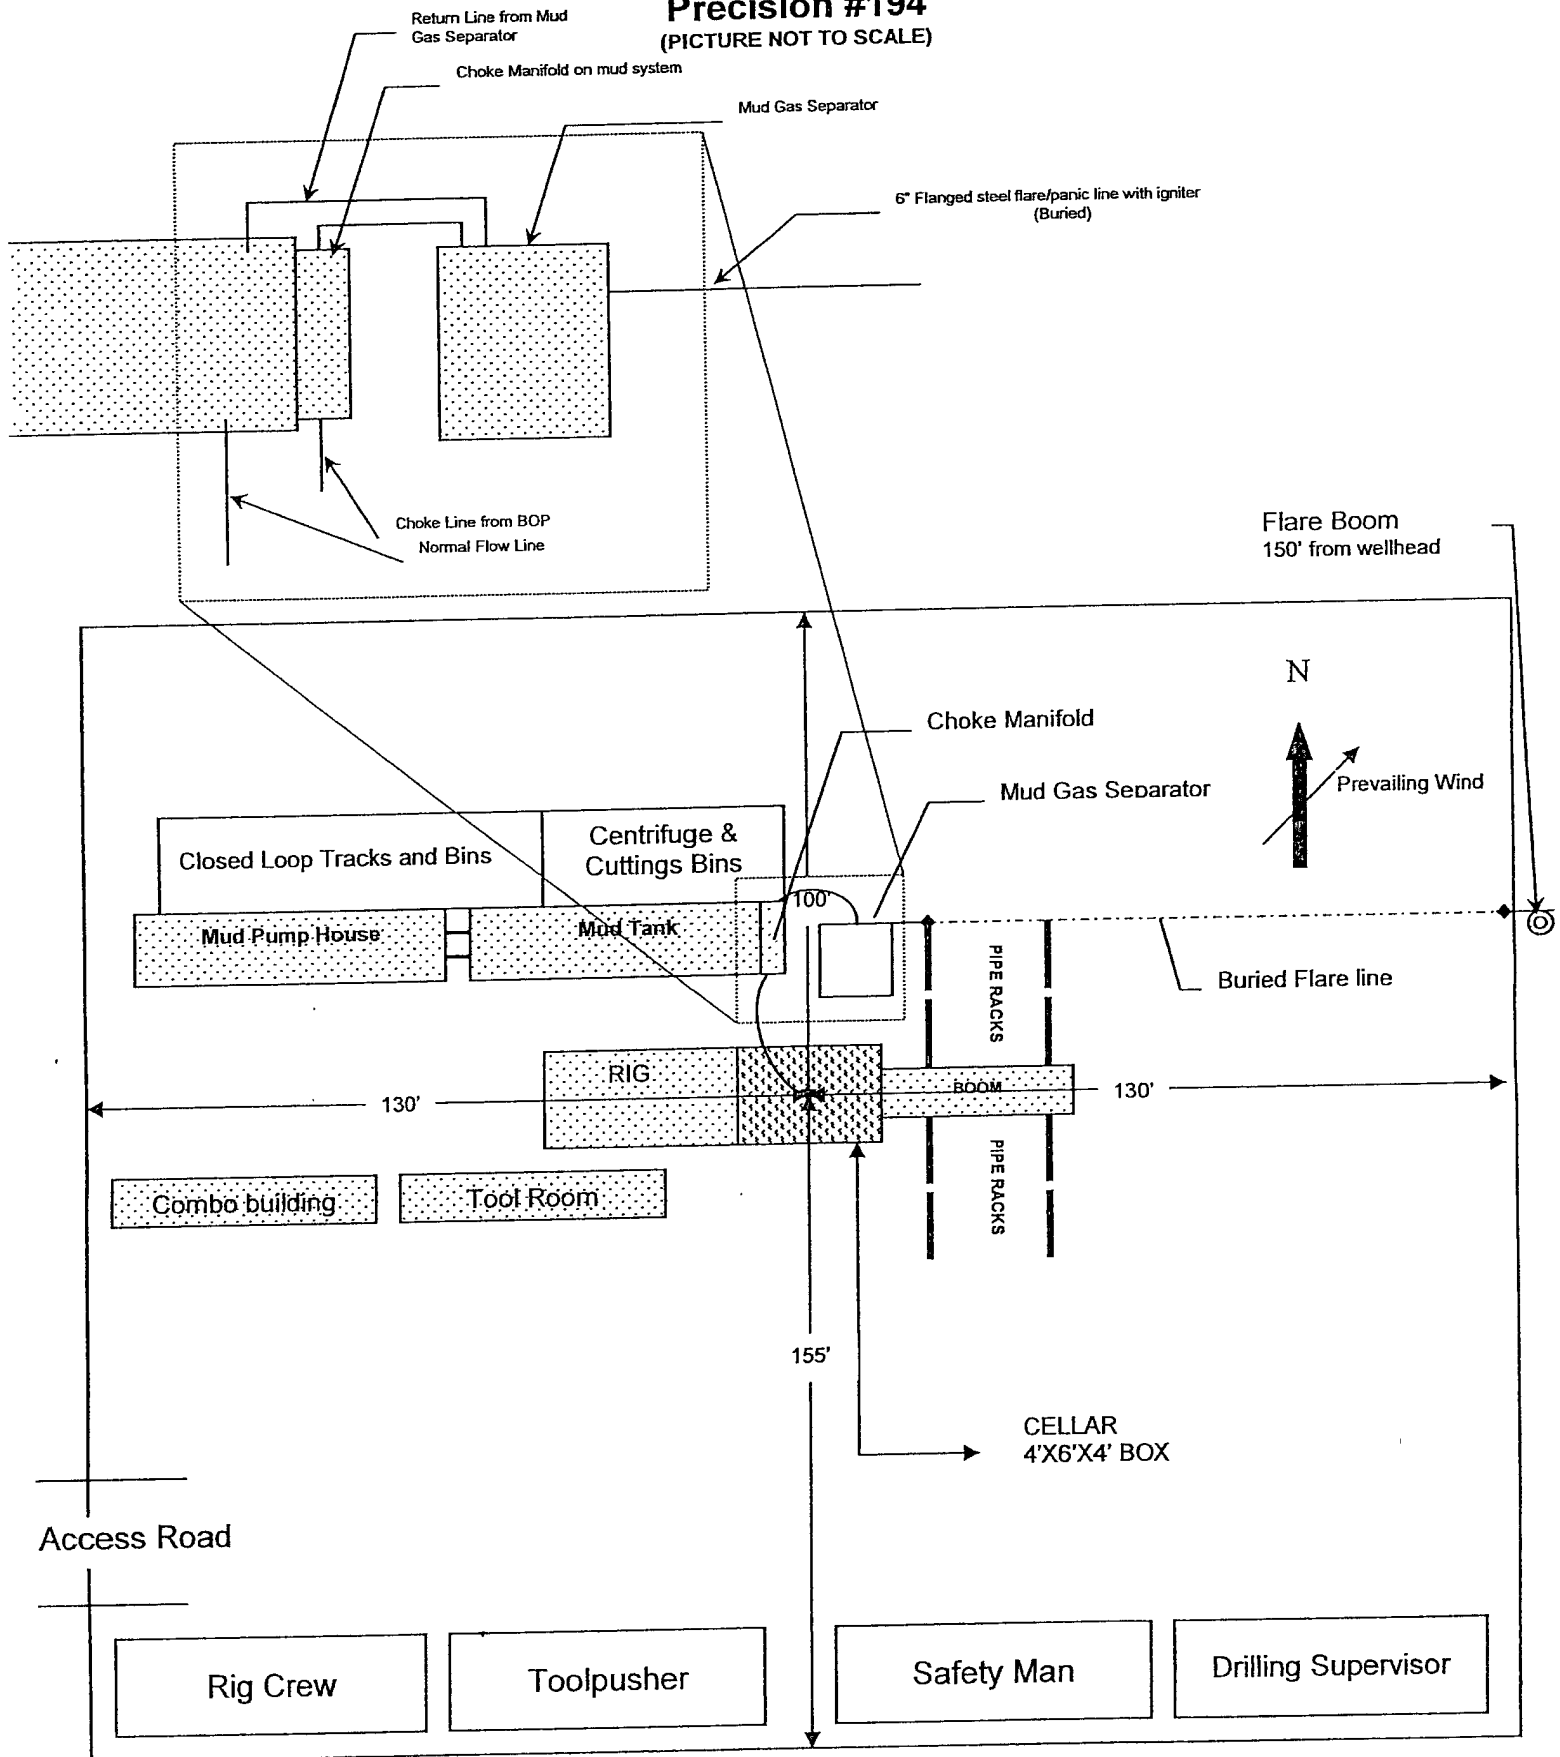 Precision #194
(PICTURE NOT TO SCALE)
Return Line from Mud
Gas Separator
Choke Manifold on mud system
Mud Gas Separator
6" Flanged steel flare/panic line with igniter
(Buried)
Choke Line from BOP
Normal Flow Line
Flare Boom
150' from wellhead
N
Prevailing Wind
Choke Manifold
Mud Gas Separator
Closed Loop Tracks and Bins
Centrifuge &
Cuttings Bins
100'
Mud Pump House
Mud Tank
PIPE RACKS
Buried Flare line
RIG
BOOM
130'
130'
PIPE RACKS
Combo building
Tool Room
155'
CELLAR
4'X6'X4' BOX
Access Road
Rig Crew
Toolpusher
Safety Man
Drilling Supervisor